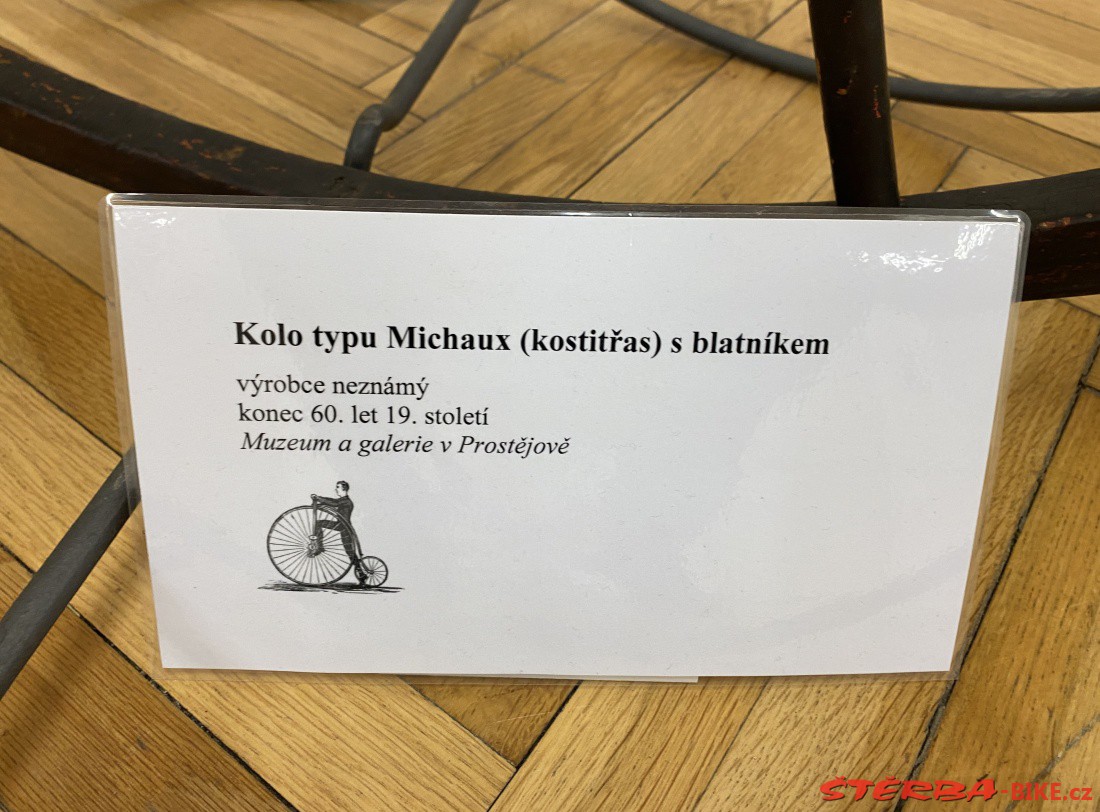 Kolo typu Michaux (kostitřas) s blatníkem
výrobce neznámý
konec 60. let 19. století
Muzeum a galerie v Prostějově
ŠTĚRBA-BIKE.cz